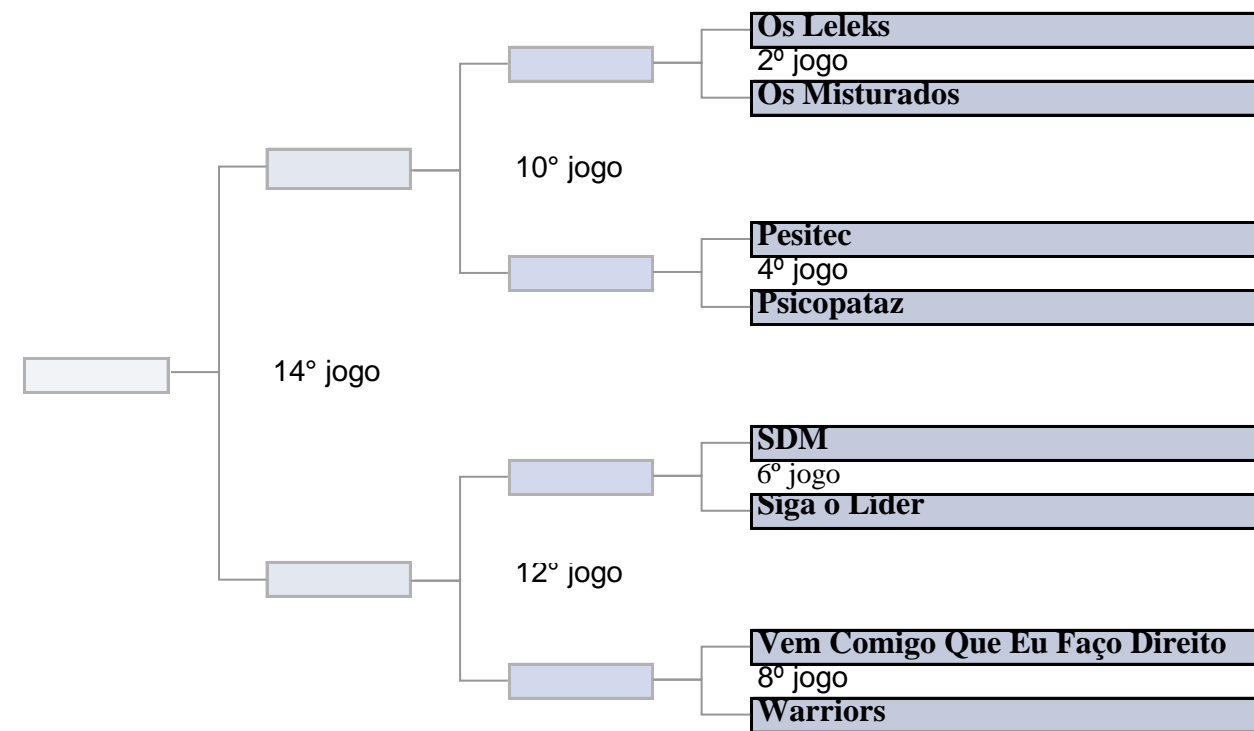 Os Leleks
2º jogo
Os Misturados
10° jogo
Pesitec
4º jogo
Psicopataz
14° jogo
SDM
6º jogo
Siga o Líder
12° jogo
Vem Comigo Que Eu Faço Direito
8º jogo
Warriors